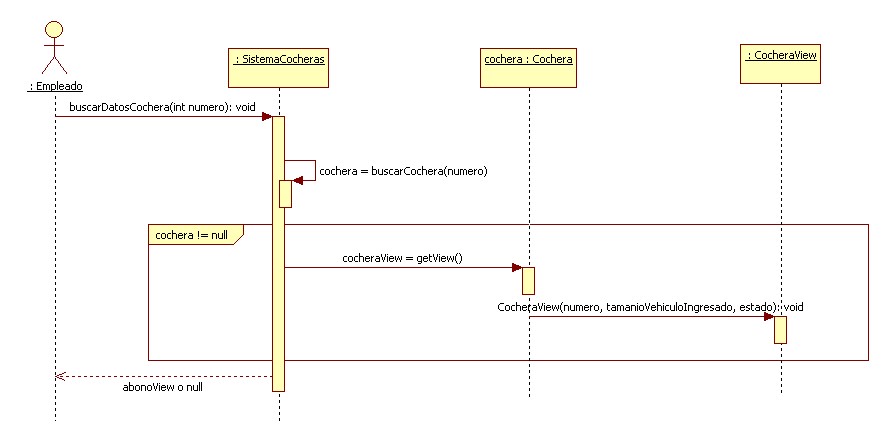 : Empleado
: SistemaCocheras
cochera : Cochera
: CocheraView
buscarDatosCochera(int numero): void
cochera = buscarCochera(numero)
cochera != null
cocheraView = getView()
CocheraView(numero, tamanioVehiculoIngresado, estado): void
abonoView o null